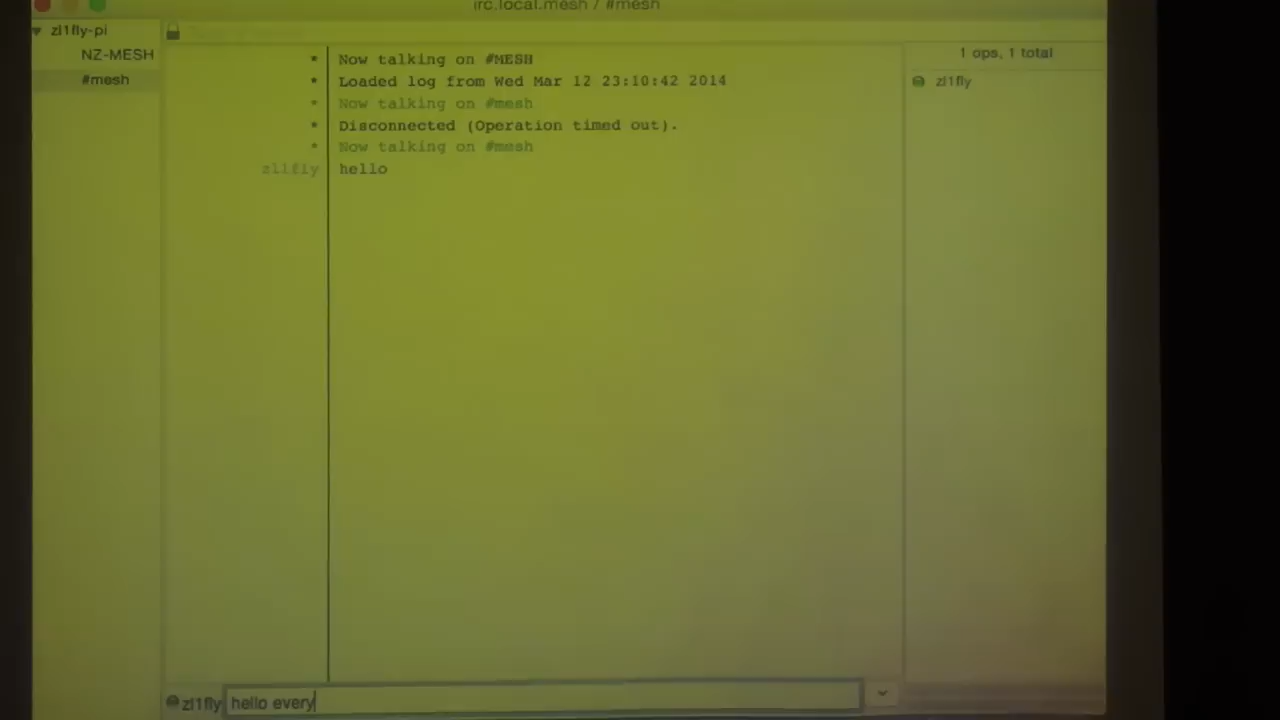 irc.local.mesh / #mesh
zl1fly-pi
NZ-MESH
#mesh
* Now talking on #MESH
* Loaded log from Wed Mar 12 23:10:42 2014
* Now talking on #mesh
* Disconnected (Operation timed out).
* Now talking on #mesh
zl1fly hello
1 ops, 1 total
zl1fly
zl1fly hello every